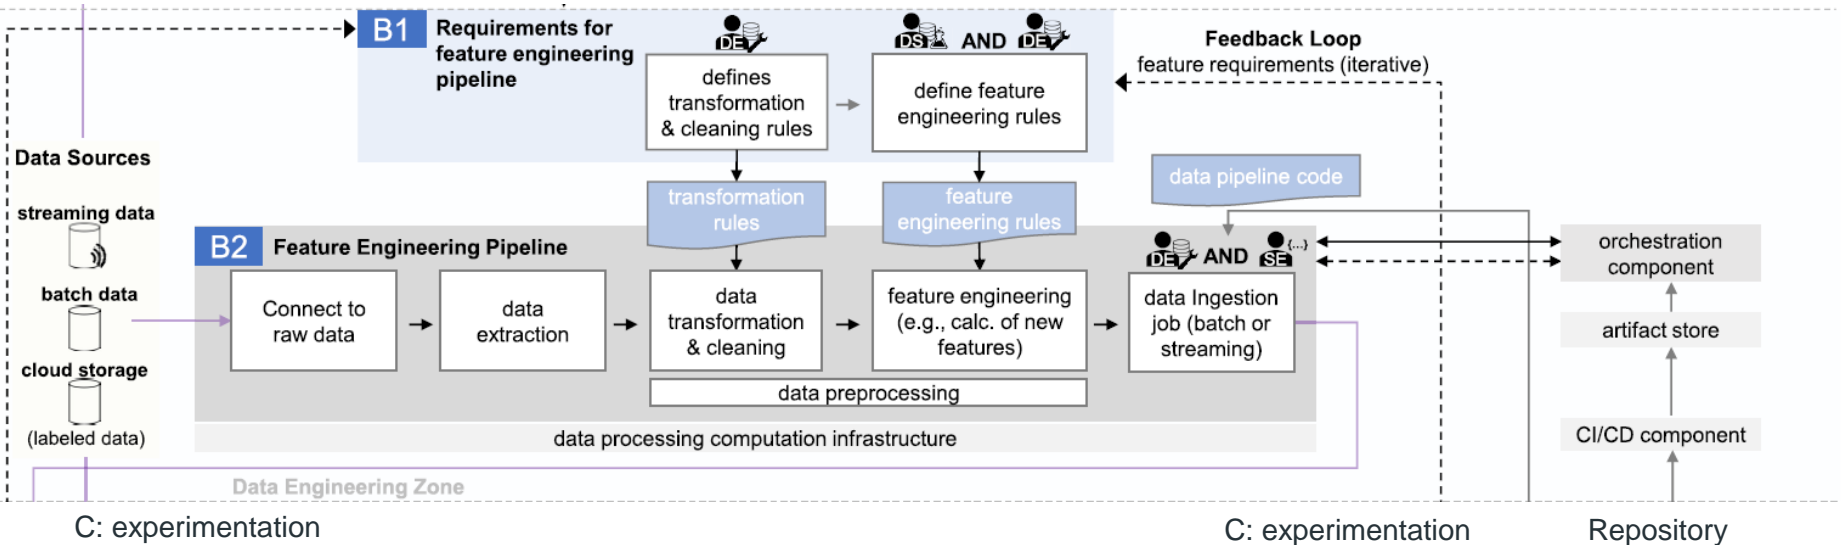 B1
Requirements for
feature engineering
pipeline
DE
DS
AND
DE
defines
transformation
& cleaning rules
define feature
engineering rules
Feedback Loop
feature requirements (iterative)
Data Sources
streaming data
batch data
cloud storage
(labeled data)
transformation
rules
feature
engineering rules
data pipeline code
B2
Feature Engineering Pipeline
DE
AND
SE
{...}
Connect to
raw data
data
extraction
data
transformation
& cleaning
feature engineering
(e.g., calc. of new
features)
data Ingestion
job (batch or
streaming)
data preprocessing
data processing computation infrastructure
orchestration
component
artifact store
CI/CD component
Data Engineering Zone
C: experimentation
C: experimentation
Repository